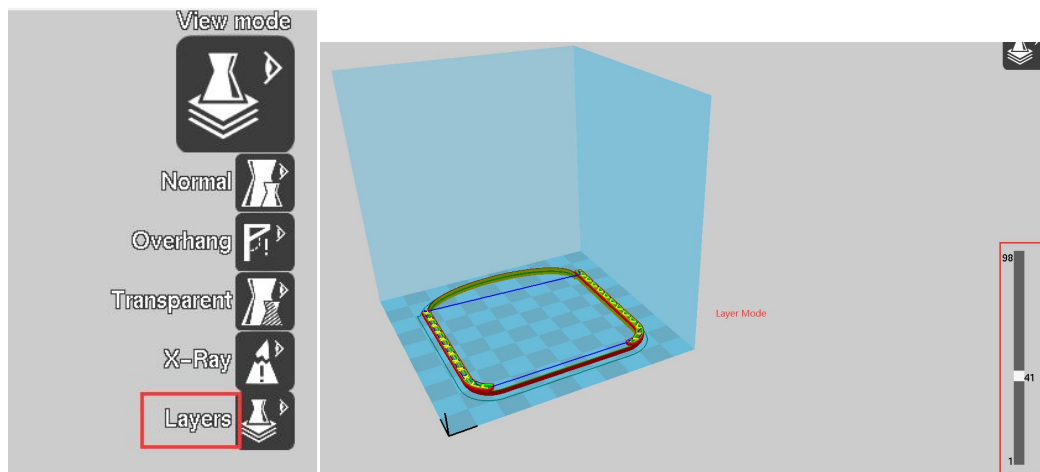 View mode
Normal
Overhang
Transparent
X-Ray
Layers
Layer Mode
98
41
1